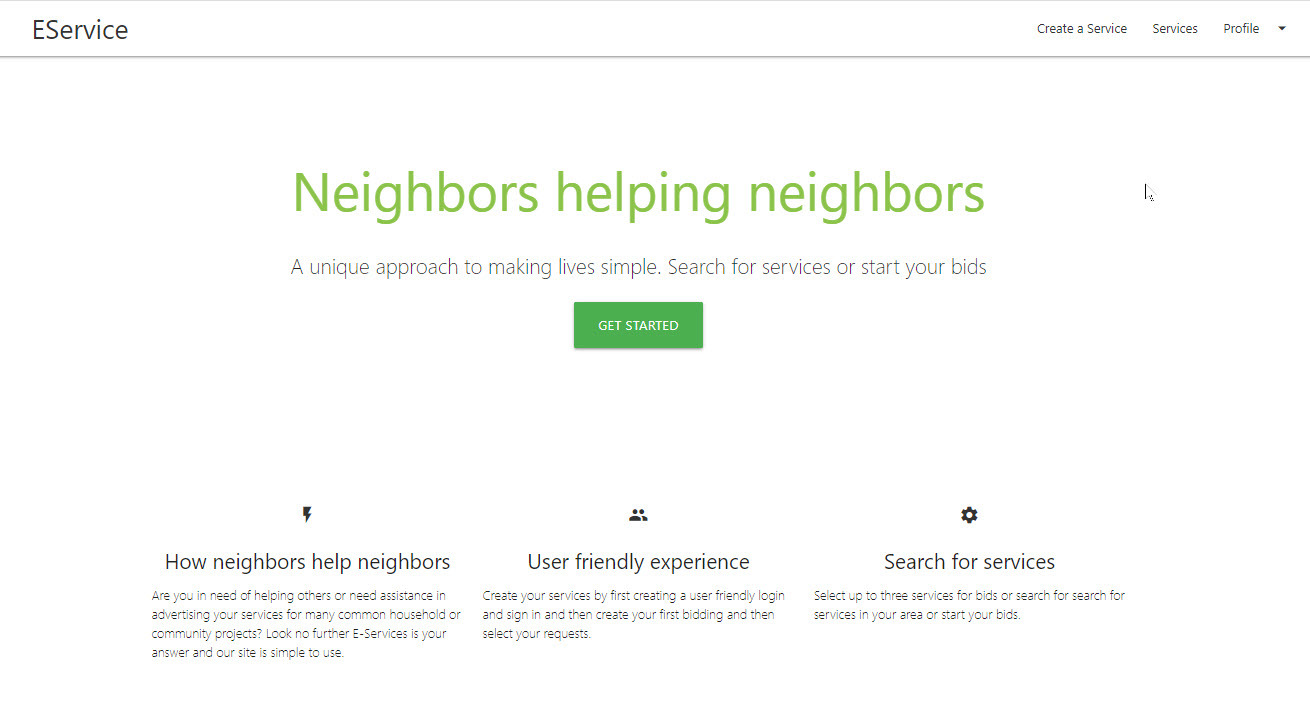 EService
Create a Service
Services
Profile
Neighbors helping neighbors
A unique approach to making lives simple. Search for services or start your bids
GET STARTED
How neighbors help neighbors
Are you in need of helping others or need assistance in
advertising your services for many common household or
community projects? Look no further E-Services is your
answer and our site is simple to use.
User friendly experience
Create your services by first creating a user friendly login
and sign in and then create your first bidding and then
select your requests.
Search for services
Select up to three services for bids or search for search for
services in your area or start your bids.